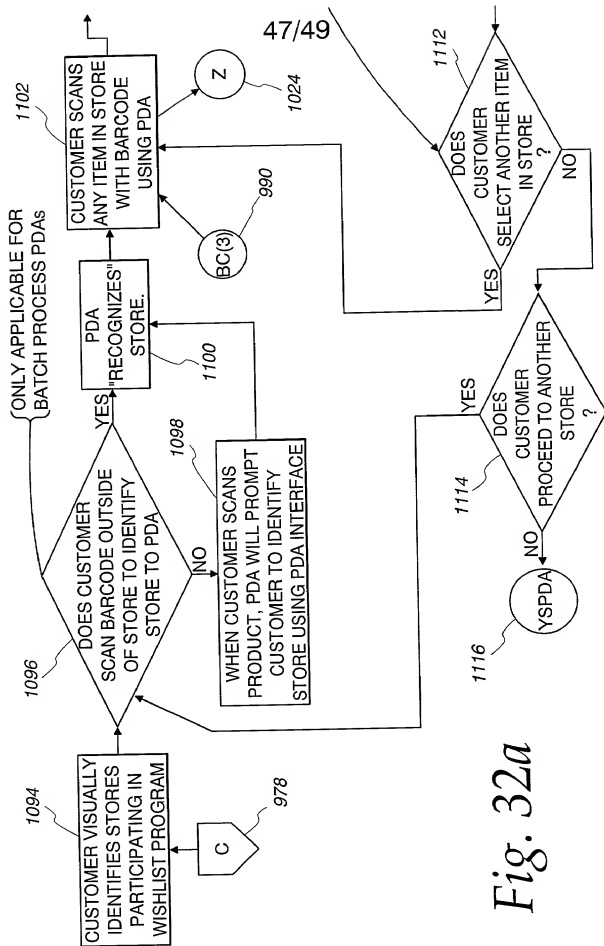 47/49
{ONLY APPLICABLE FOR
BATCH PROCESS PDAs
1094
CUSTOMER VISUALLY
IDENTIFIES STORES
PARTICIPATING IN
WISHLIST PROGRAM
C
978
1096
DOES CUSTOMER
SCAN BARCODE OUTSIDE
OF STORE TO IDENTIFY
STORE TO PDA
YES
NO
1098
WHEN CUSTOMER SCANS
PRODUCT, PDA WILL PROMPT
CUSTOMER TO IDENTIFY
STORE USING PDA INTERFACE
PDA
"RECOGNIZES"
STORE.
1100
1102
CUSTOMER SCANS
ANY ITEM IN STORE
WITH BARCODE
USING PDA
BC(3)
990
Z
1024
1112
DOES
CUSTOMER
SELECT ANOTHER ITEM
IN STORE
?
YES
NO
1114
DOES
CUSTOMER
PROCEED TO ANOTHER
STORE
?
YES
NO
YSPDA
1116
Fig. 32a